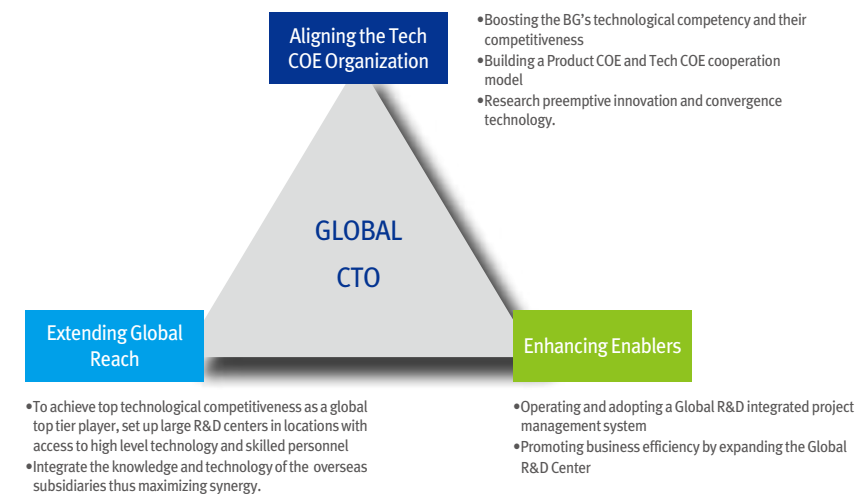 Aligning the Tech
COE Organization
•Boosting the BG's technological competency and their
competitiveness
•Building a Product COE and Tech COE cooperation
model
•Research preemptive innovation and convergence
technology.
GLOBAL
CTO
Extending Global
Reach
•To achieve top technological competitiveness as a global
top tier player, set up large R&D centers in locations with
access to high level technology and skilled personnel
•Integrate the knowledge and technology of the overseas
subsidiaries thus maximizing synergy.
Enhancing Enablers
•Operating and adopting a Global R&D integrated project
management system
•Promoting business efficiency by expanding the Global
R&D Center